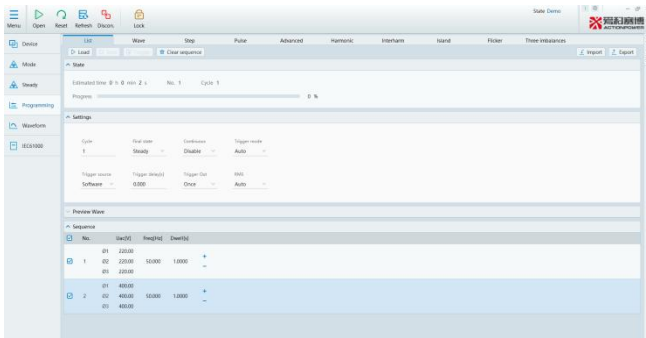 State Demo
Menu Open Reset Refresh Discon. Lock
爱科赛博
ACTIONPOWER
Device
Mode
Steady
Programming
Waveform
IEC61000
List Wave Step Pulse Advanced Harmonic Interharm Island Flicker Three imbalances
Load Clear sequence Import Export
State
Estimated time 0 h 0 min 2 s No. 1 Cycle 1
Progress 0 %
Settings
Cycle Final state Continuous Trigger mode
1 Steady Disable Auto
Trigger source Trigger delay(s) Trigger Out RMS
Software 0.000 Once Auto
Preview Wave
Sequence
No. Uac[V] Freq[Hz] Dwell[s]
Ø1 220.00
1 Ø2 220.00 50.000 1.0000 +
Ø3 220.00 −
Ø1 400.00
2 Ø2 400.00 50.000 1.0000 +
Ø3 400.00 −